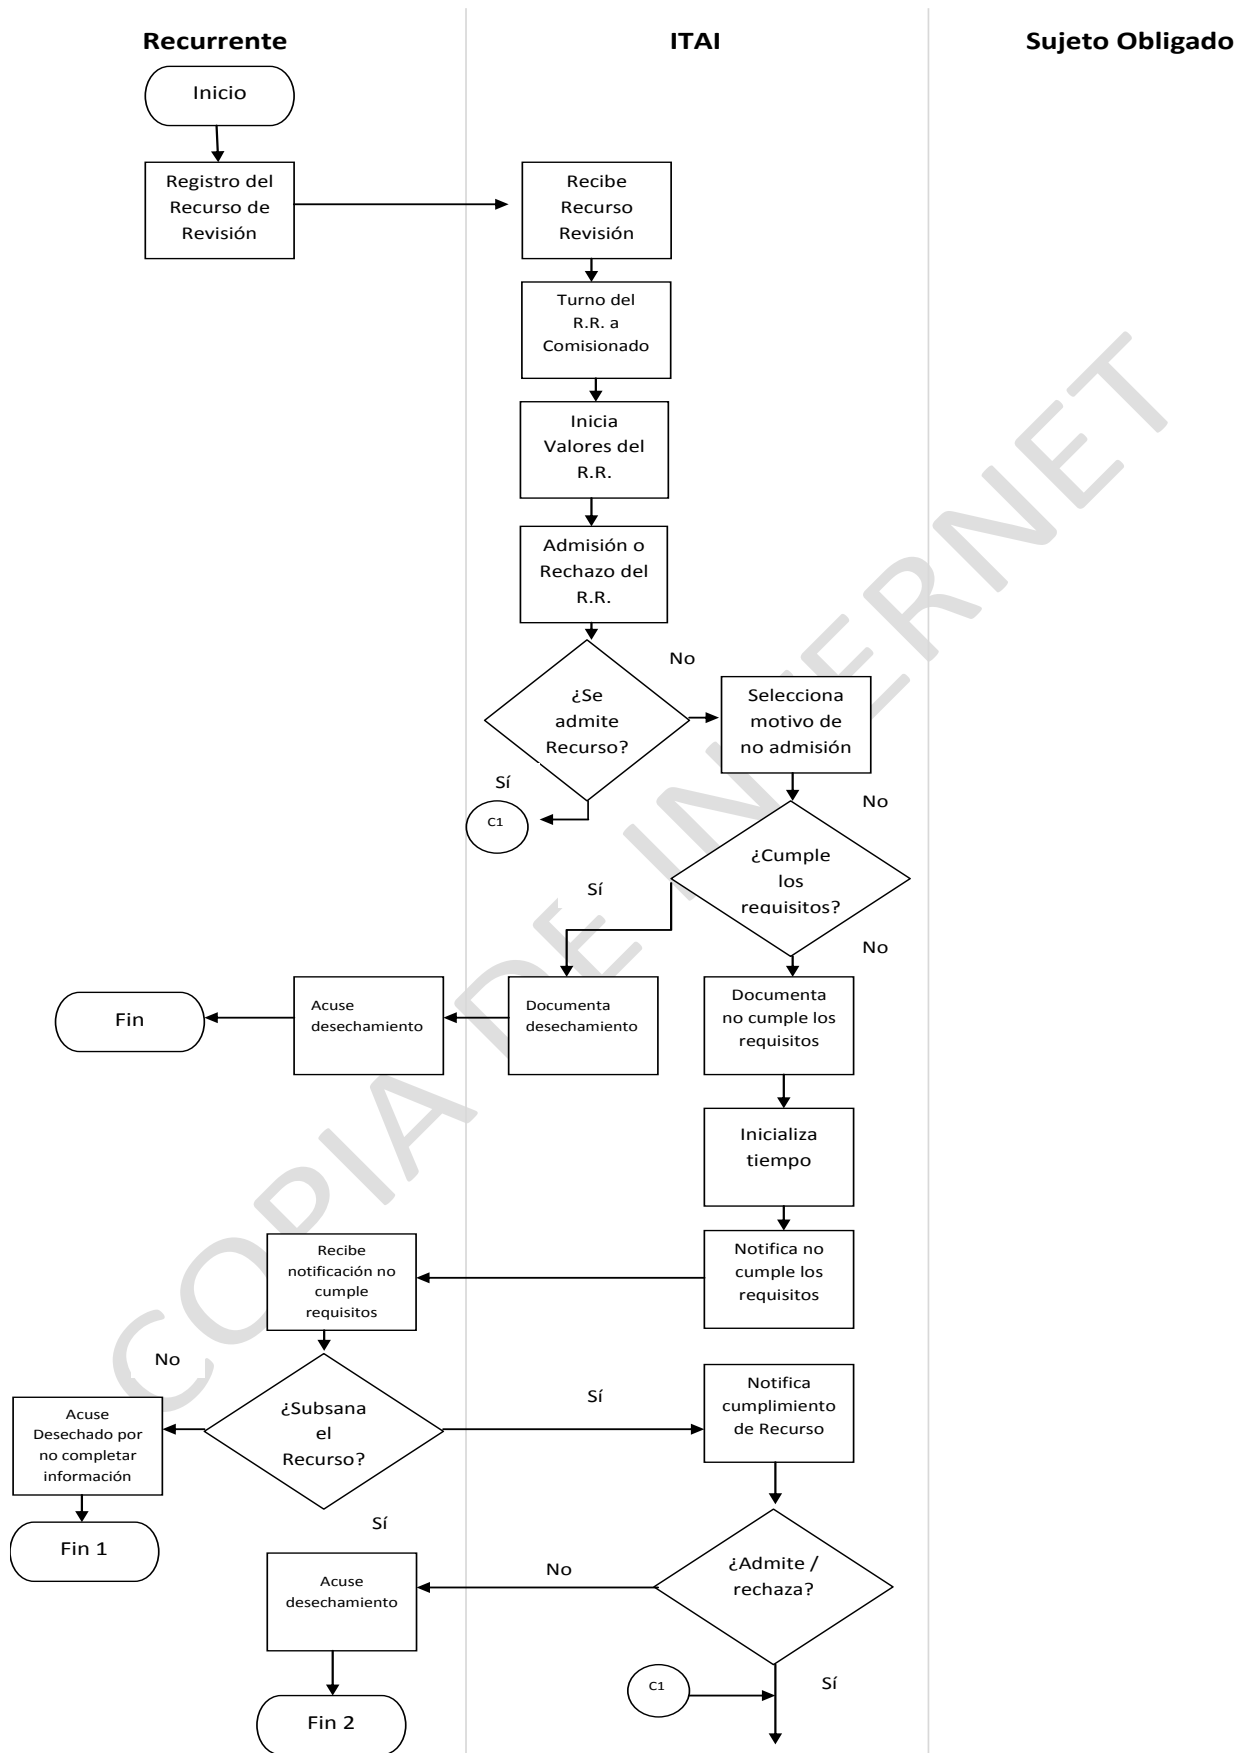 Recurrente
ITAI
Sujeto Obligado
Inicio
Registro del
Recurso de
Revisión
Recibe
Recurso
Revisión
Turno del
R.R. a
Comisionado
Inicia
Valores del
R.R.
Admisión o
Rechazo del
R.R.
¿Se
admite
Recurso?
No
Selecciona
motivo de
no admisión
Sí
C1
No
¿Cumple
los
requisitos?
Sí
No
Fin
Acuse
desechamiento
Documenta
desechamiento
Documenta
no cumple los
requisitos
Inicializa
tiempo
Recibe
notificación no
cumple
requisitos
Notifica no
cumple los
requisitos
No
¿Subsana
el
Recurso?
Sí
Notifica
cumplimiento
de Recurso
Acuse
Desechado por
no completar
información
Fin 1
Sí
Acuse
desechamiento
No
¿Admite /
rechaza?
Fin 2
C1
Sí
COPIA DE INTERNET